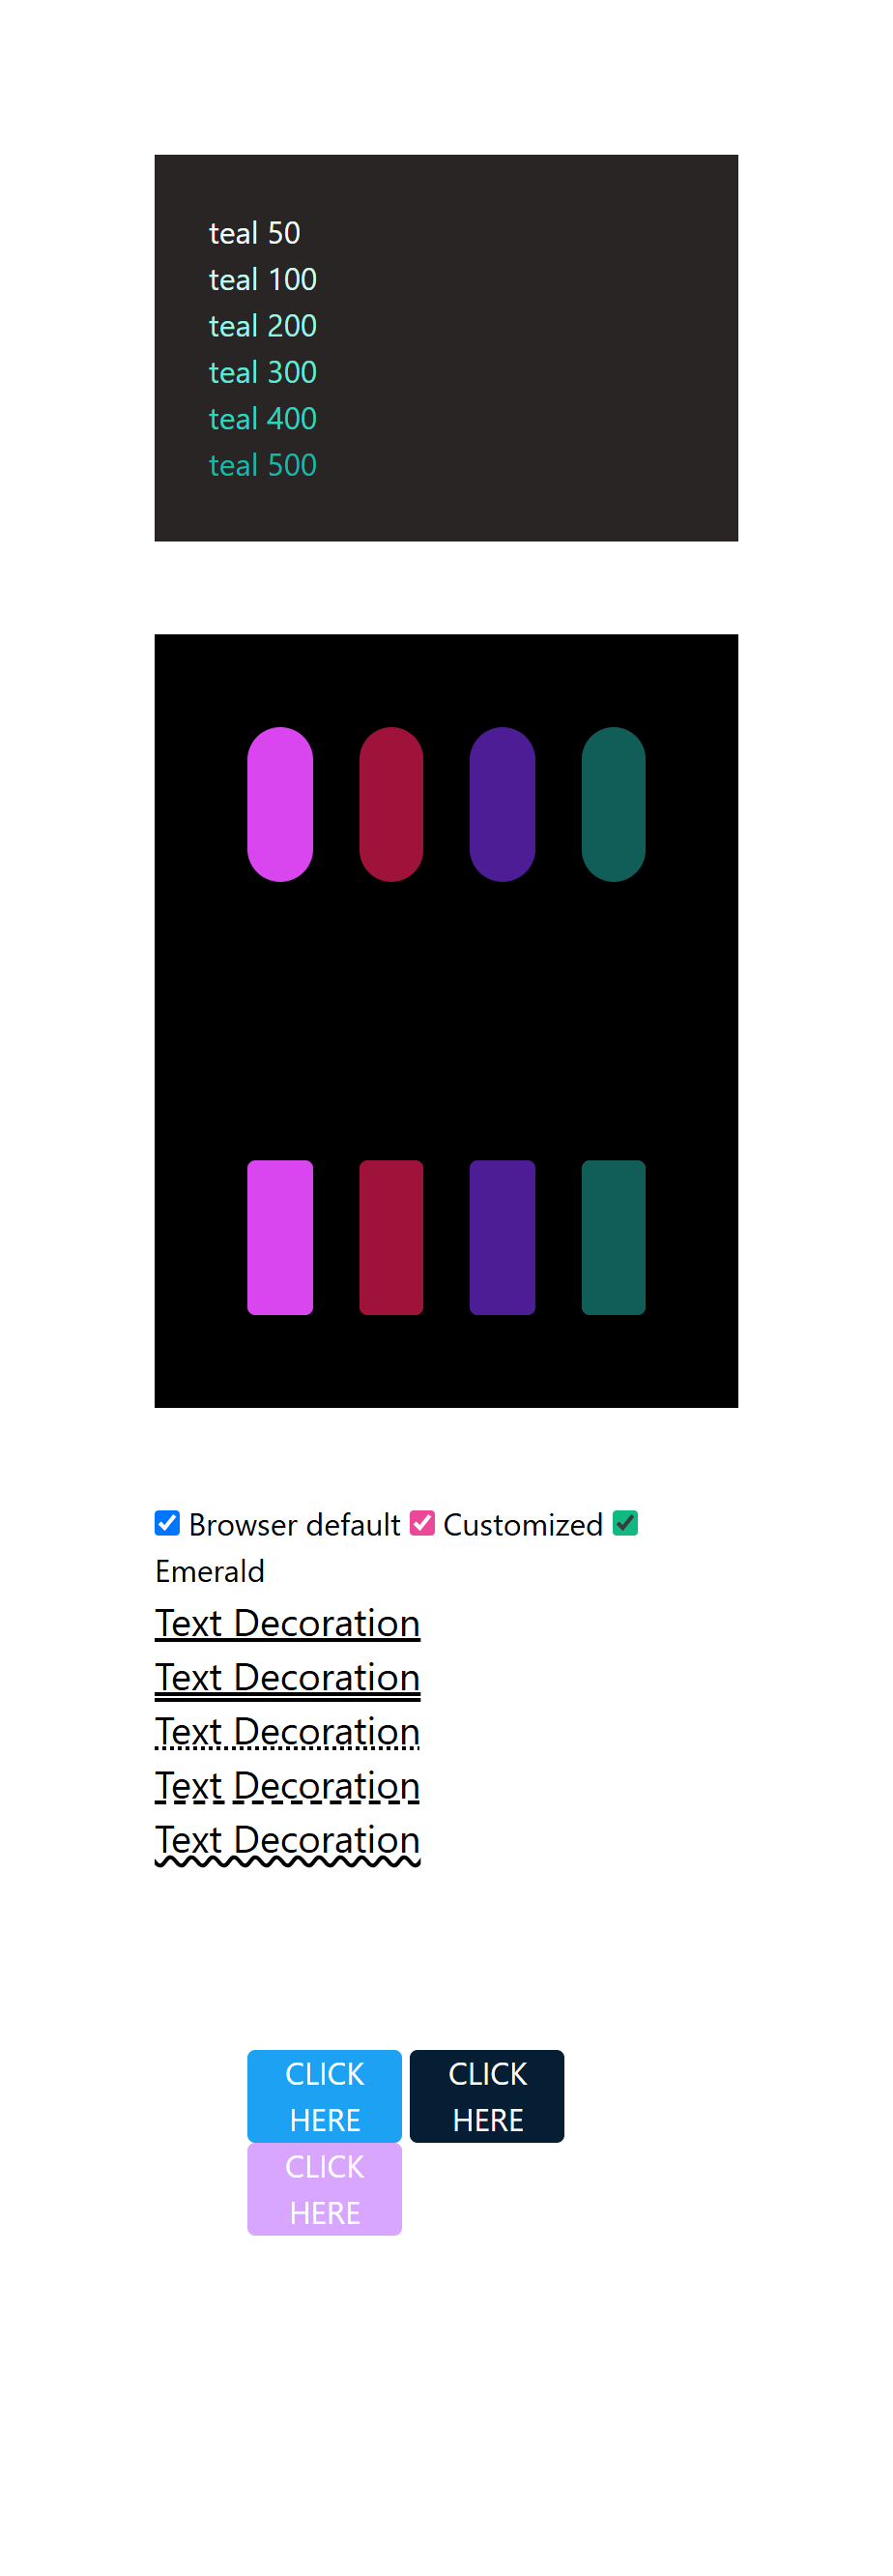 teal 50
teal 100
teal 200
teal 300
teal 400
teal 500
Browser default Customized
Emerald
Text Decoration
Text Decoration
Text Decoration
Text Decoration
Text Decoration
CLICK HERE
CLICK HERE
CLICK HERE